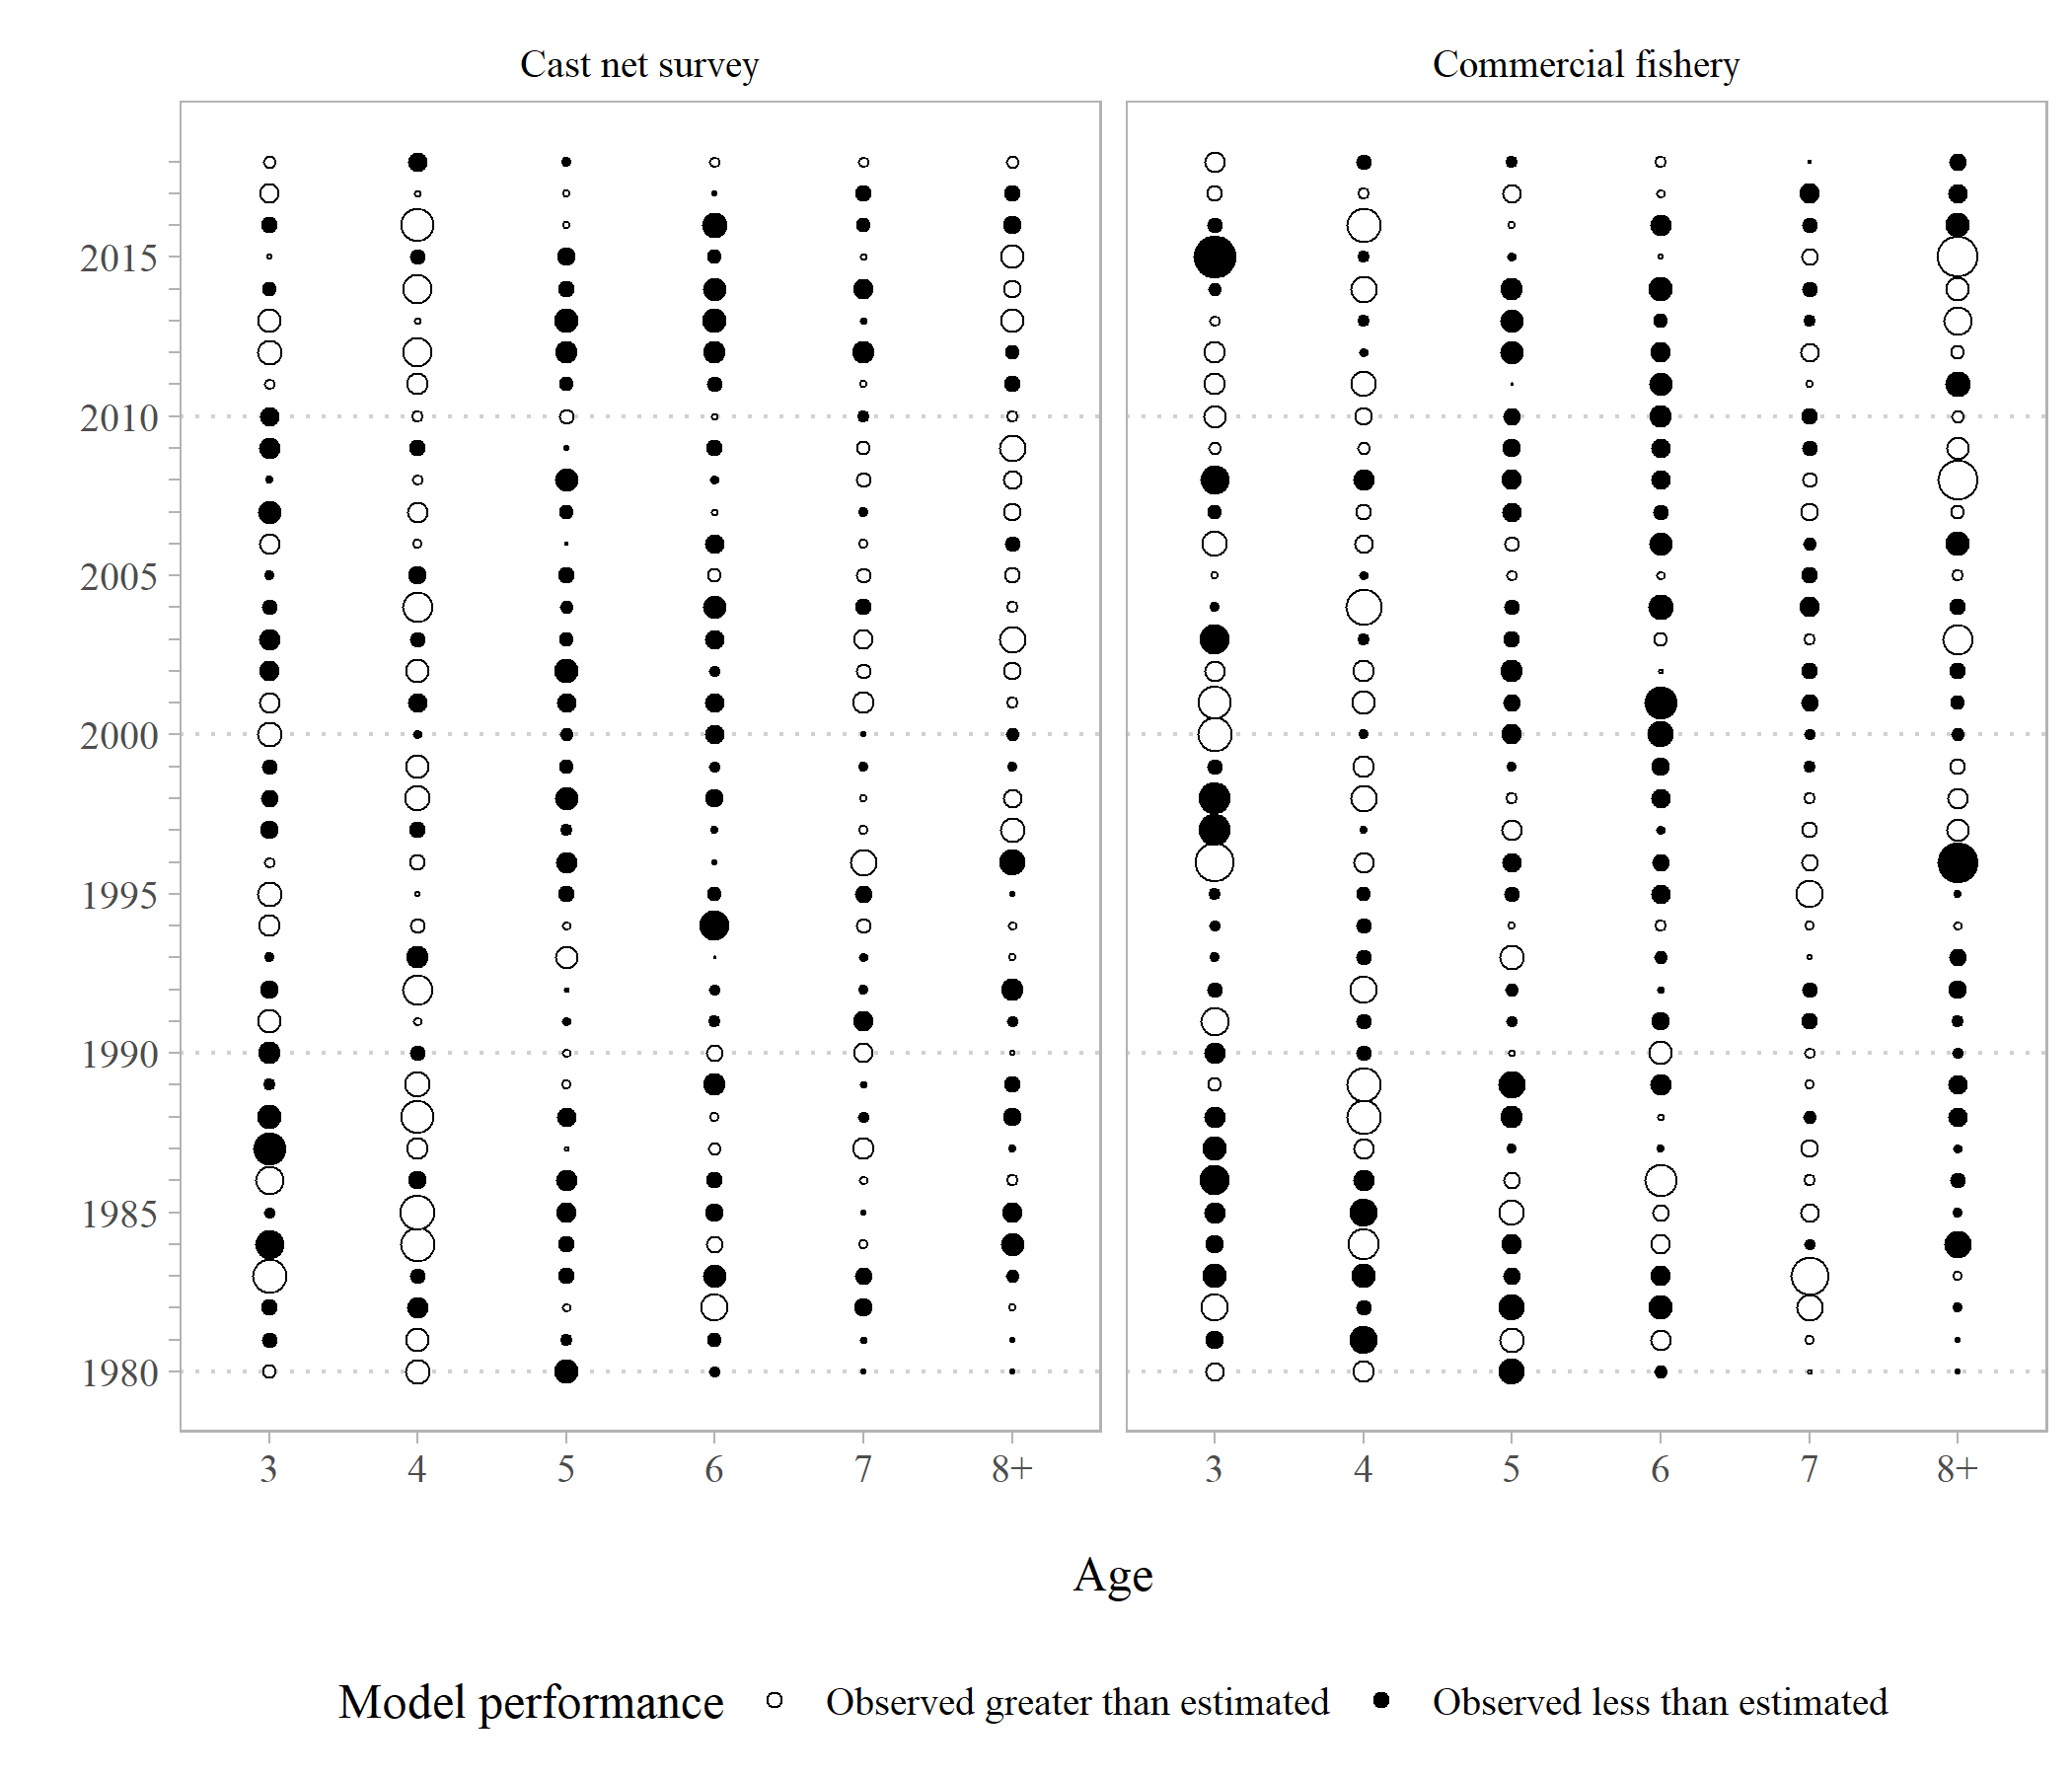 Cast net survey
Commercial fishery
2015
2010
2005
2000
1995
1990
1985
1980
3 4 5 6 7 8+
3 4 5 6 7 8+
Age
Model performance Observed greater than estimated Observed less than estimated